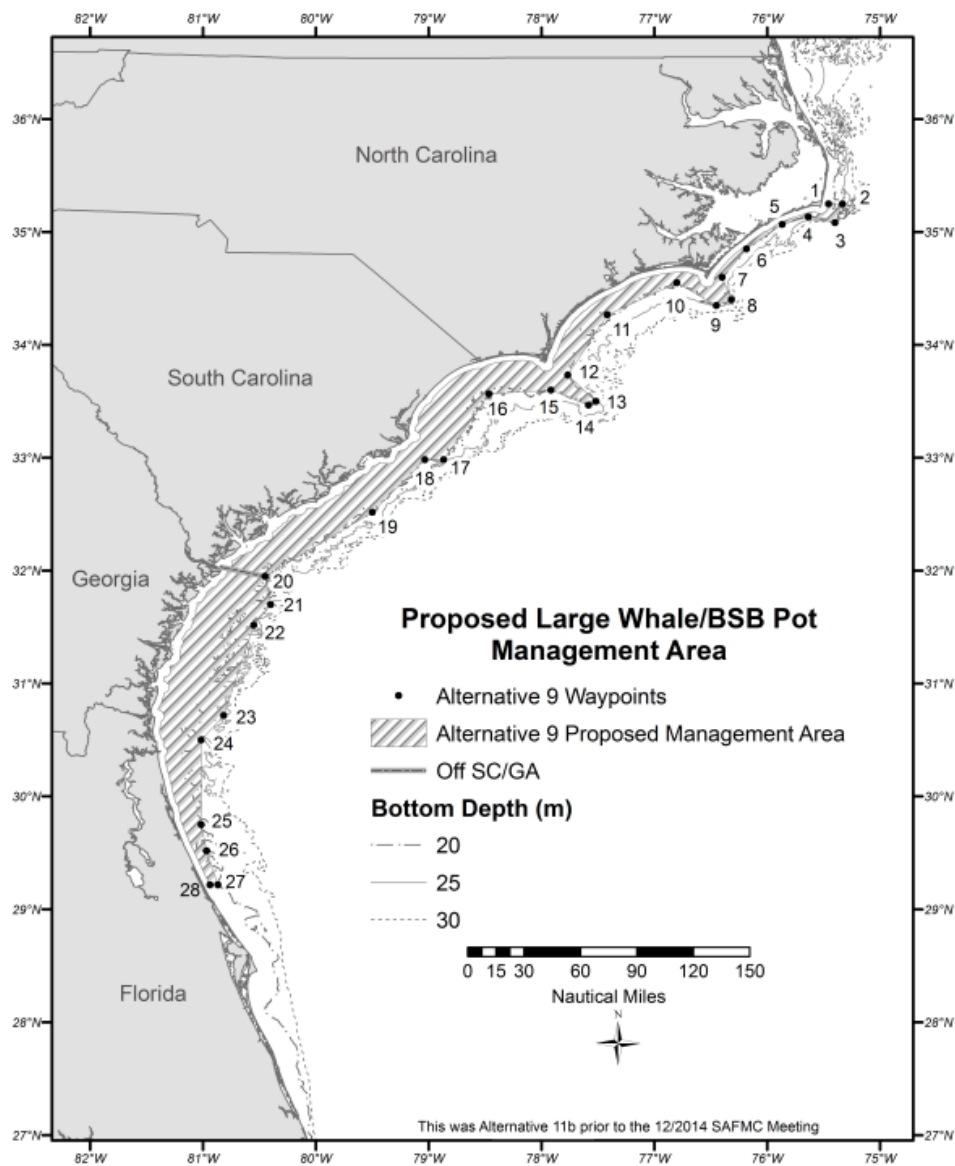 82°W 81°W 80°W 79°W 78°W 77°W 76°W 75°W
36°N 36°N
North Carolina
1 2
5
4 3
35°N 35°N
6
7
8
10 9
11
34°N 34°N
12
South Carolina
13
16 15
14
33°N 33°N
18 17
19
32°N 32°N
Georgia
20
21
22
Proposed Large Whale/BSB Pot
Management Area
31°N 31°N
Alternative 9 Waypoints
23
Alternative 9 Proposed Management Area
24
Off SC/GA
30°N 30°N
Bottom Depth (m)
25
20
26
25
28 27
29°N 29°N
30
0 15 30 60 90 120 150
Nautical Miles
Florida
N
28°N 28°N
This was Alternative 11b prior to the 12/2014 SAFMC Meeting
27°N 27°N
82°W 81°W 80°W 79°W 78°W 77°W 76°W 75°W